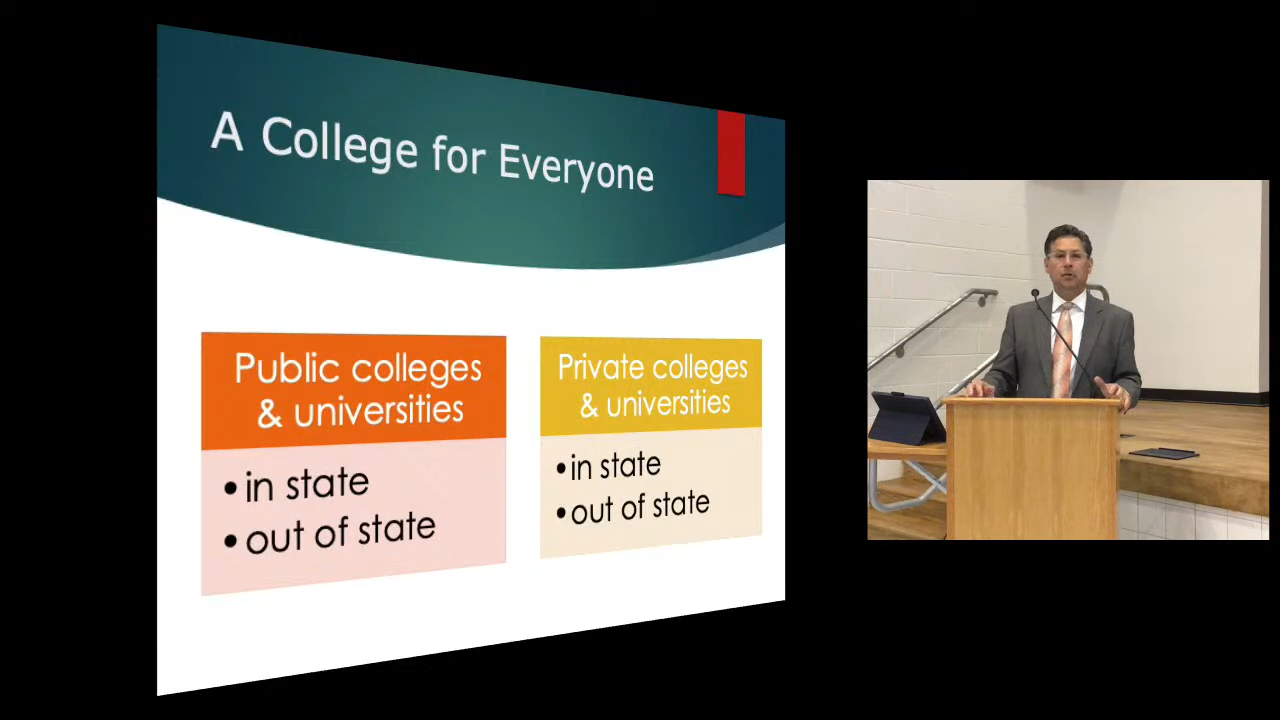 A College for Everyone
Public colleges
& universities
•in state
•out of state
Private colleges
& universities
•in state
•out of state